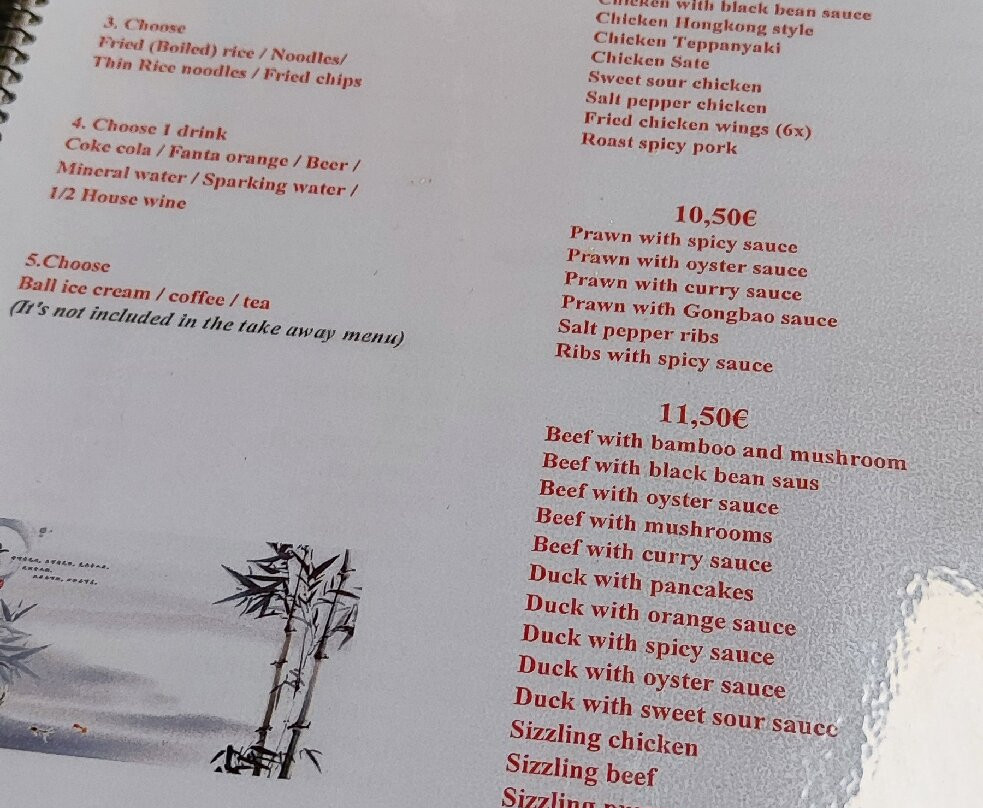 3. Choose
Fried (Boiled) rice / Noodles/
Thin Rice noodles / Fried chips
4. Choose 1 drink
Coke cola / Fanta orange / Beer /
Mineral water / Sparking water /
1/2 House wine
5.Choose
Ball ice cream / coffee / tea
(It's not included in the take away menu)
Chicken with black bean sauce
Chicken Hongkong style
Chicken Teppanyaki
Chicken Sate
Sweet sour chicken
Salt pepper chicken
Fried chicken wings (6x)
Roast spicy pork
10,50€
Prawn with spicy sauce
Prawn with oyster sauce
Prawn with curry sauce
Prawn with Gongbao sauce
Salt pepper ribs
Ribs with spicy sauce
11,50€
Beef with bamboo and mushroom
Beef with black bean saus
Beef with oyster sauce
Beef with mushrooms
Beef with curry sauce
Duck with pancakes
Duck with orange sauce
Duck with spicy sauce
Duck with oyster sauce
Duck with sweet sour sauce
Sizzling chicken
Sizzling beef
Sizzling